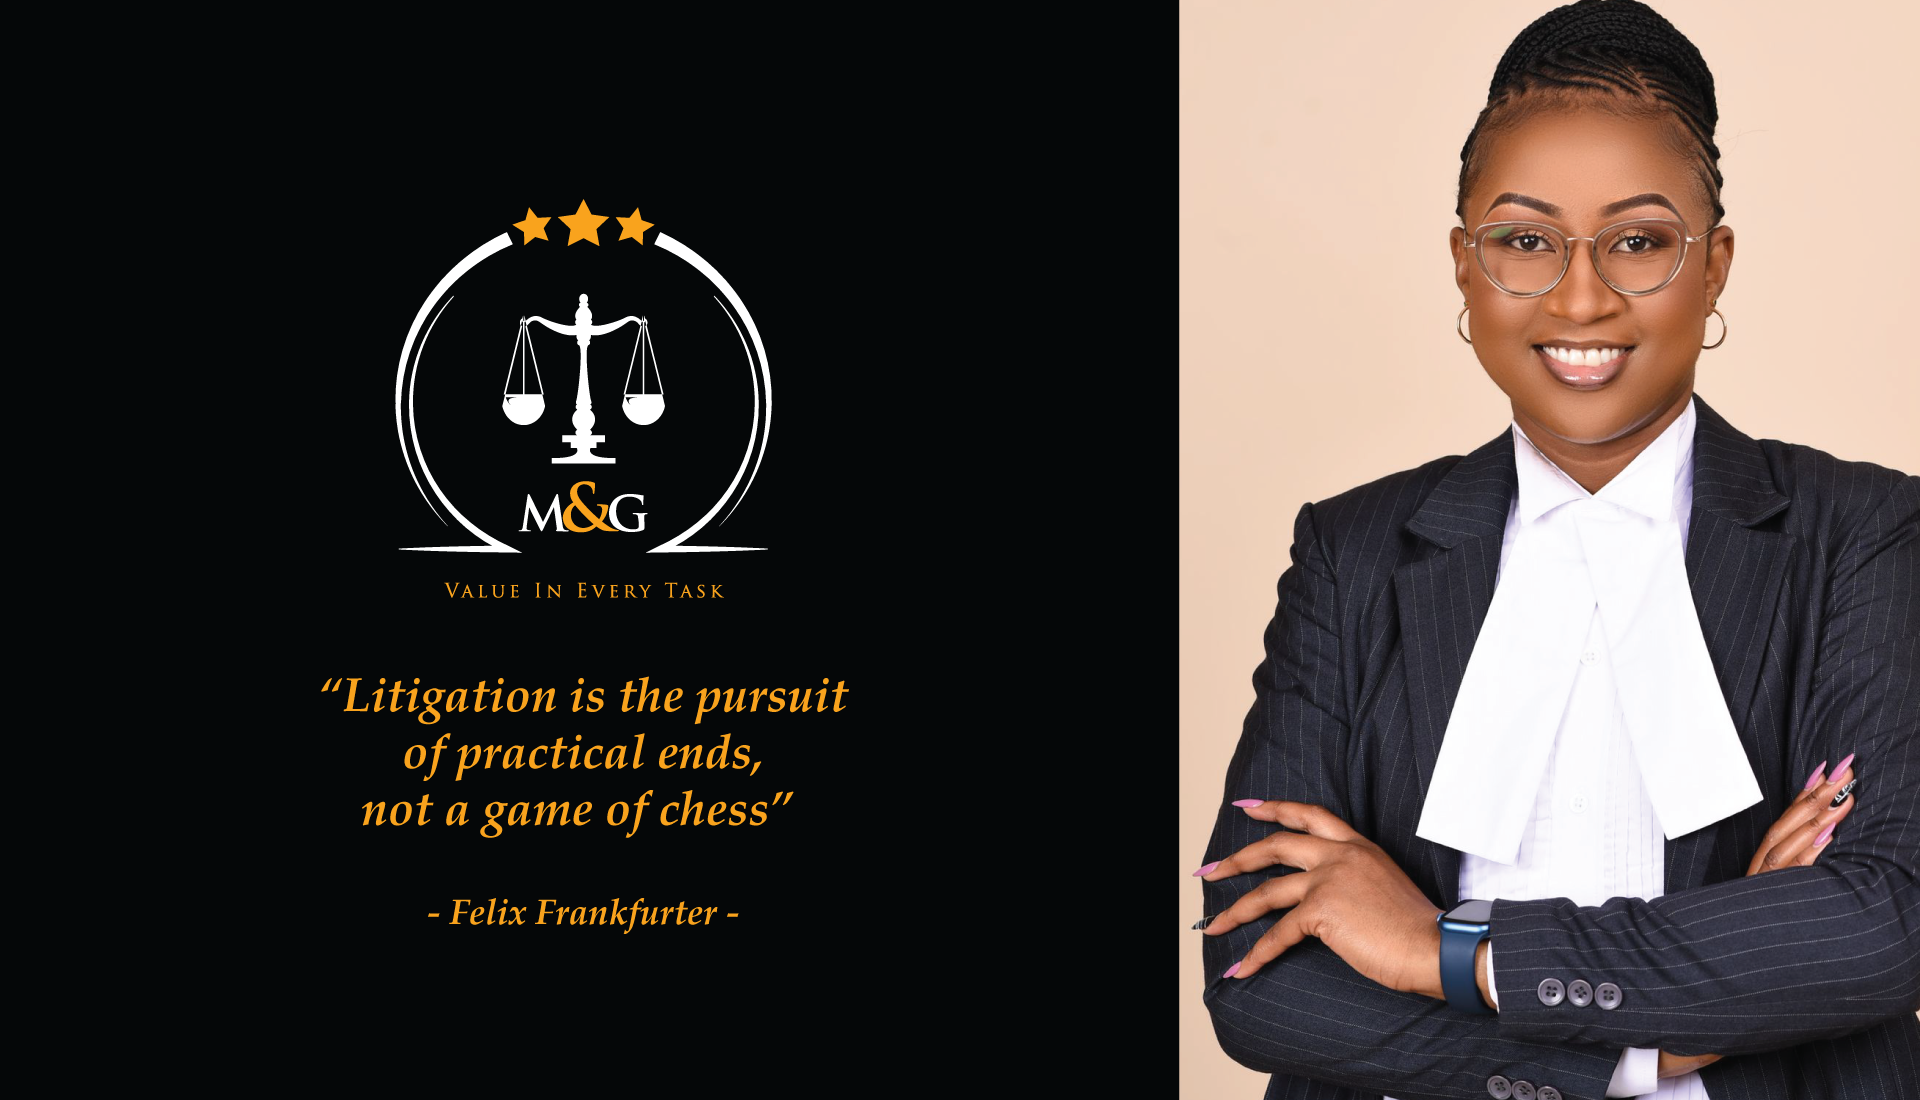 M&G
VALUE IN EVERY TASK
“Litigation is the pursuit
of practical ends,
not a game of chess”
- Felix Frankfurter -